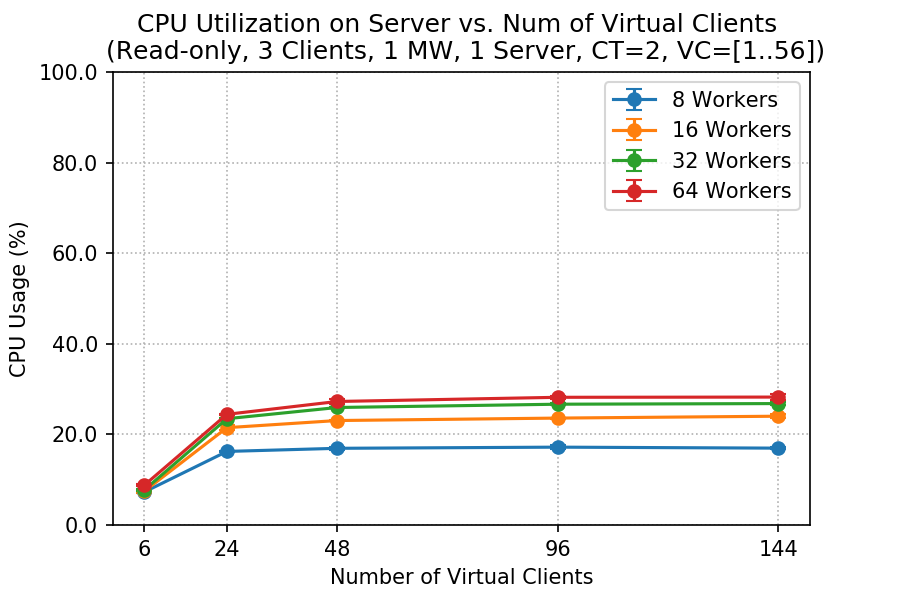 CPU Utilization on Server vs. Num of Virtual Clients
(Read-only, 3 Clients, 1 MW, 1 Server, CT=2, VC=[1..56])
100.0
80.0
60.0
40.0
20.0
0.0
CPU Usage (%)
8 Workers
16 Workers
32 Workers
64 Workers
6 24 48 96 144
Number of Virtual Clients